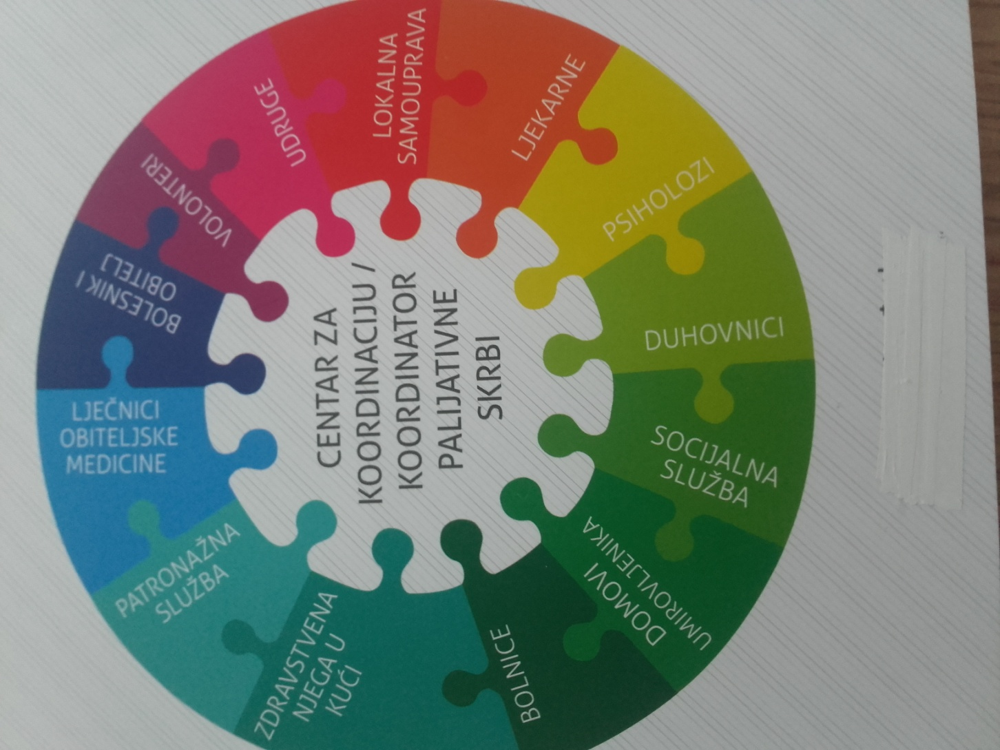 CENTAR ZA
KOORDINACIJU /
KOORDINATOR
PALIJATIVNE
SKRBI
LJEČNICI
OBITELJSKE
MEDICINE
BOLESNIK I
OBITELJ
VOLONTERI
UDRUGE
LOKALNA
SAMOUPRAVA
LJEKARNE
PSIHOLOZI
DUHOVNICI
SOCIJALNA
SLUŽBA
DOMOVI
UMIROVLJENIKA
BOLNICE
ZDRAVSTVENA
NJEGA U
KUĆI
PATRONAŽNA
SLUŽBA